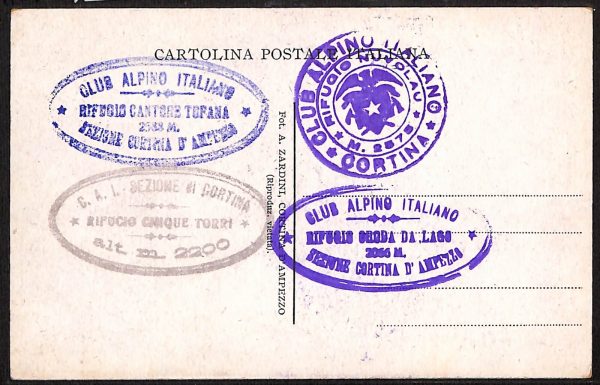 CARTOLINA POSTALE ITALIANA
CLUB ALPINO ITALIANO
RIFUGIO CANTORE TOFANA
M.
SEZIONE CORTINA D'AMPEZZO
CLUB ALPINO ITALIANO
RIFUGIO NUVOLAU
M. 2575
CORTINA
C. A. I. SEZIONE di CORTINA
RIFUGIO CINQUE TORRI
alt. m. 2200
CLUB ALPINO ITALIANO
RIFUGIO CRODA DA LAGO
2066 M.
SEZIONE CORTINA D'AMPEZZO
Fot. A. ZARDINI, CORTINA D'AMPEZZO
(Riproduz. vietata).